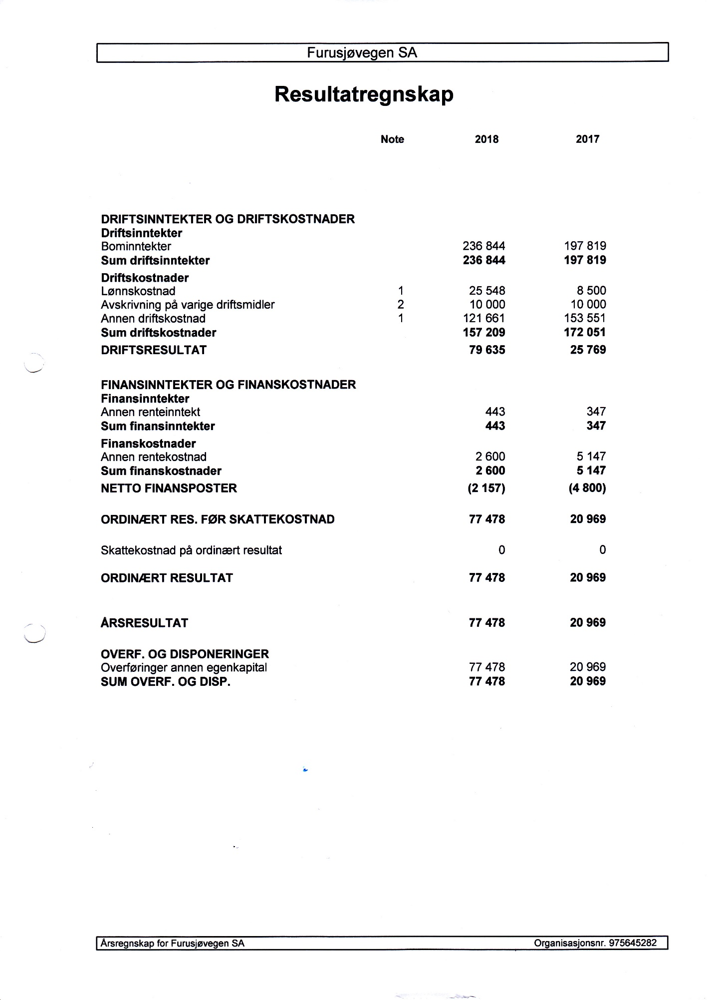 Furusjøvegen SA
Resultatregnskap
Note 2018 2017
DRIFTSINNTEKTER OG DRIFTSKOSTNADER
Driftsinntekter
Bominntekter 236 844 197 819
Sum driftsinntekter 236 844 197 819
Driftskostnader
Lønnskostnad 1 25 548 8 500
Avskrivning på varige driftsmidler 2 10 000 10 000
Annen driftskostnad 1 121 661 153 551
Sum driftskostnader 157 209 172 051
DRIFTSRESULTAT 79 635 25 769
FINANSINNTEKTER OG FINANSKOSTNADER
Finansinntekter
Annen renteinntekt 443 347
Sum finansinntekter 443 347
Finanskostnader
Annen rentekostnad 2 600 5 147
Sum finanskostnader 2 600 5 147
NETTO FINANSPOSTER (2 157) (4 800)
ORDINÆRT RES. FØR SKATTEKOSTNAD 77 478 20 969
Skattekostnad på ordinært resultat 0 0
ORDINÆRT RESULTAT 77 478 20 969
ÅRSRESULTAT 77 478 20 969
OVERF. OG DISPONERINGER
Overføringer annen egenkapital 77 478 20 969
SUM OVERF. OG DISP. 77 478 20 969
Årsregnskap for Furusjøvegen SA Organisasjonsnr. 975645282